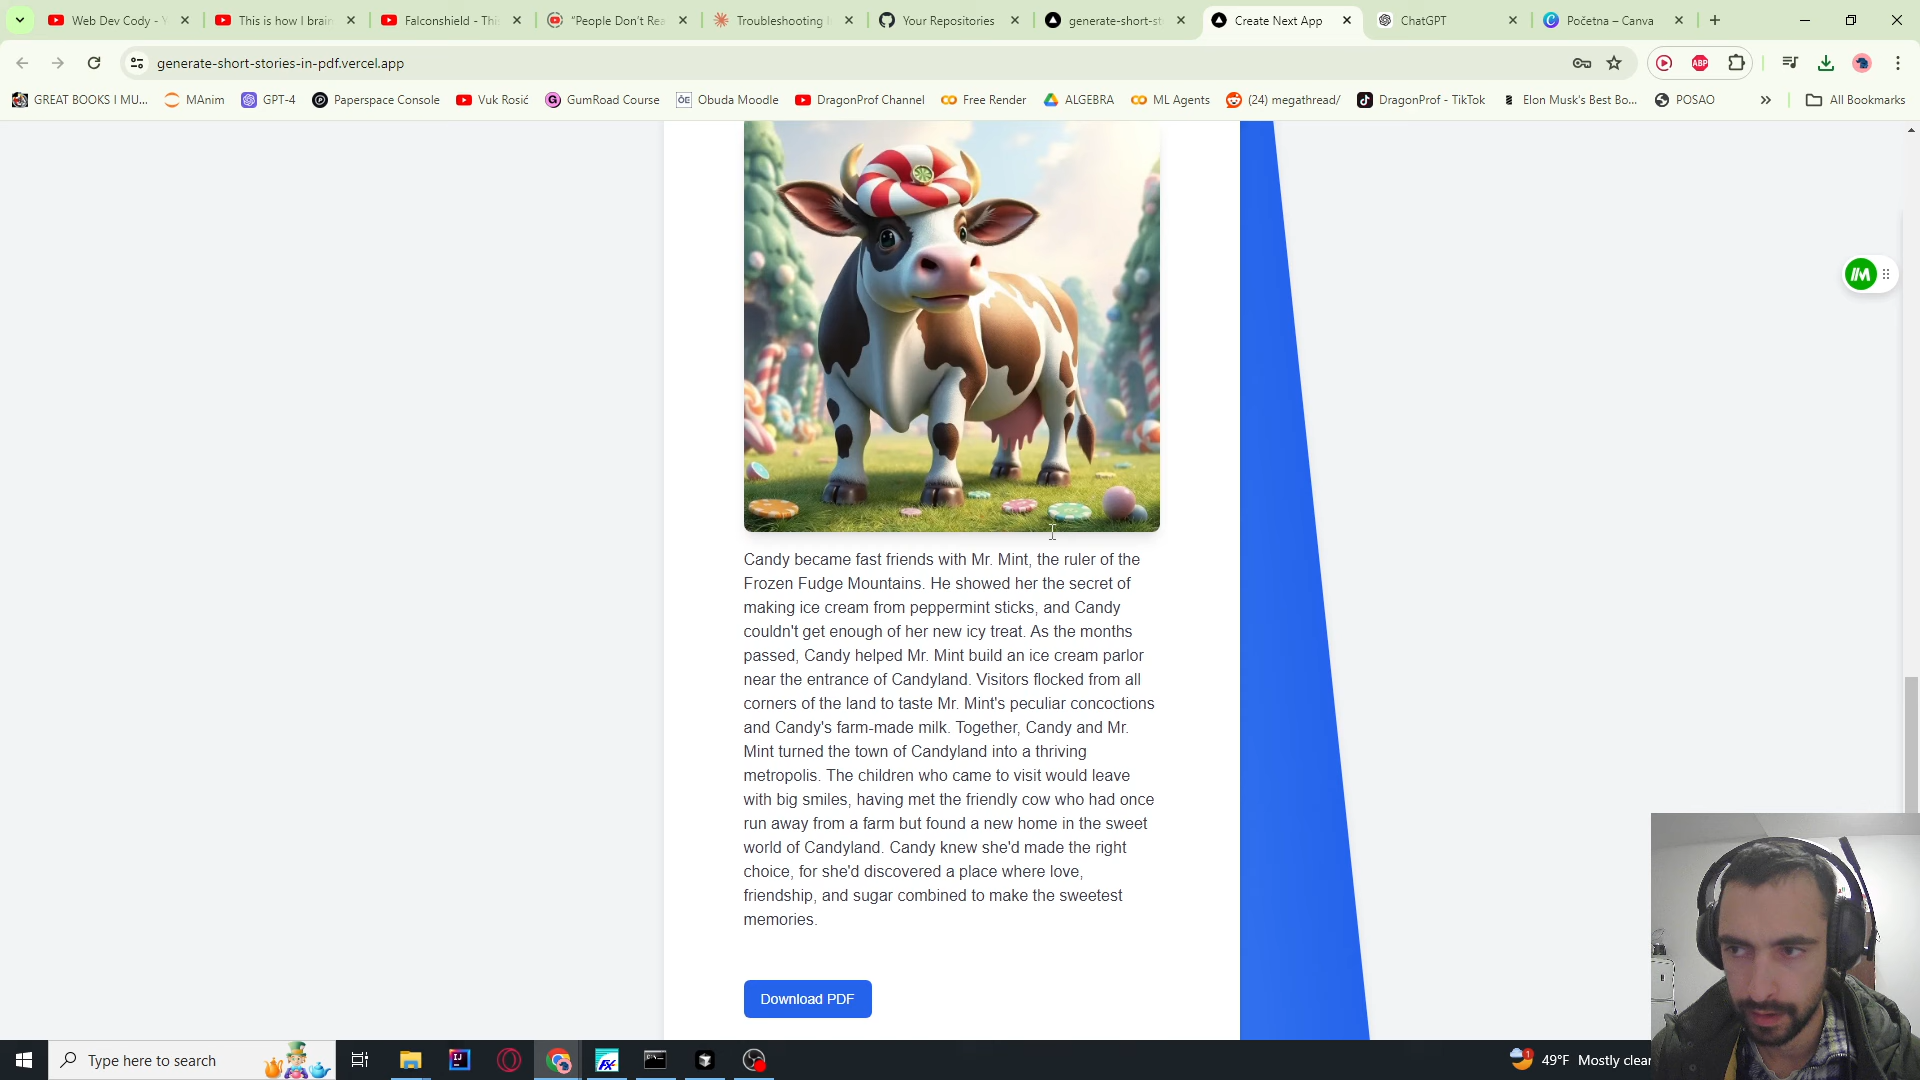 Web Dev Cody - Y
This is how I brain
Falconshield - Thi
"People Don't Rea
Troubleshooting I
Your Repositories
generate-short-st
Create Next App
ChatGPT
Početna – Canva
generate-short-stories-in-pdf.vercel.app
ABP
GREAT BOOKS I MU...
MAnim
GPT-4
Paperspace Console
Vuk Rosić
GumRoad Course
Obuda Moodle
DragonProf Channel
Free Render
ALGEBRA
ML Agents
(24) megathread/
DragonProf - TikTok
Elon Musk's Best Bo...
POSAO
All Bookmarks
Candy became fast friends with Mr. Mint, the ruler of the
Frozen Fudge Mountains. He showed her the secret of
making ice cream from peppermint sticks, and Candy
couldn't get enough of her new icy treat. As the months
passed, Candy helped Mr. Mint build an ice cream parlor
near the entrance of Candyland. Visitors flocked from all
corners of the land to taste Mr. Mint's peculiar concoctions
and Candy's farm-made milk. Together, Candy and Mr.
Mint turned the town of Candyland into a thriving
metropolis. The children who came to visit would leave
with big smiles, having met the friendly cow who had once
run away from a farm but found a new home in the sweet
world of Candyland. Candy knew she'd made the right
choice, for she'd discovered a place where love,
friendship, and sugar combined to make the sweetest
memories.
Download PDF
Type here to search
49°F Mostly clear